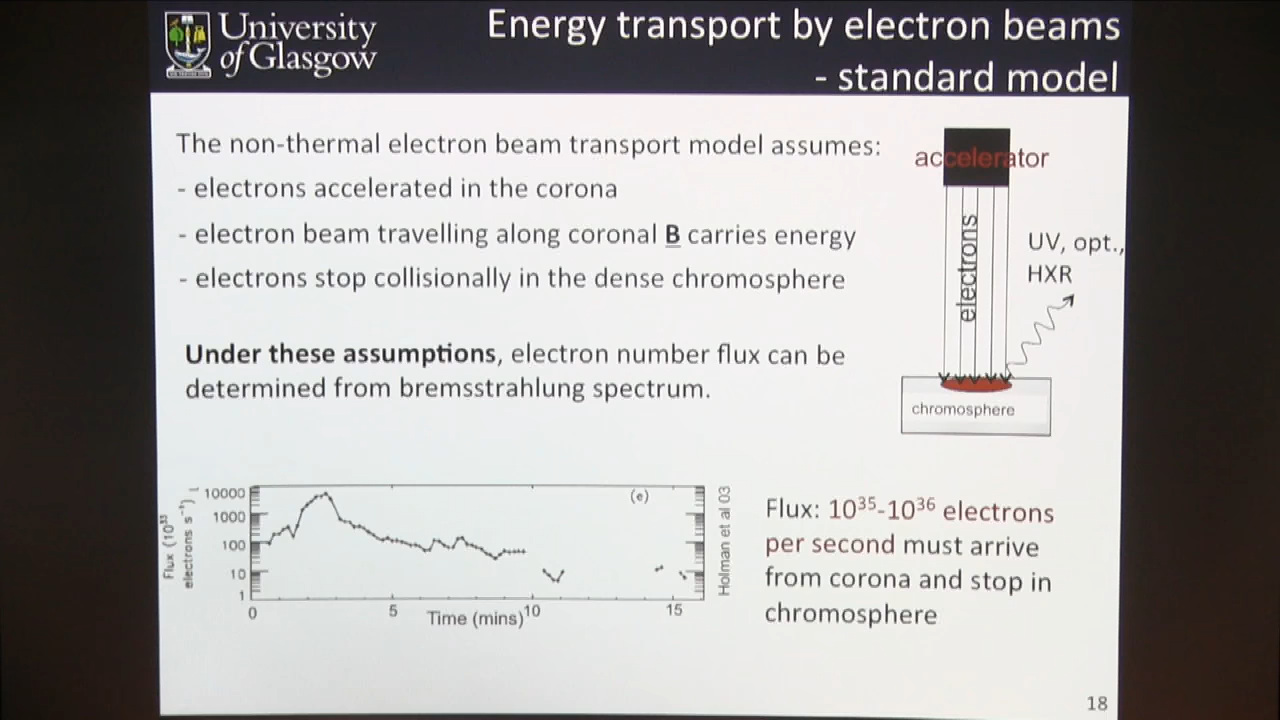 University
of Glasgow
Energy transport by electron beams
- standard model
The non-thermal electron beam transport model assumes:
- electrons accelerated in the corona
- electron beam travelling along coronal B carries energy
- electrons stop collisionally in the dense chromosphere
Under these assumptions, electron number flux can be
determined from bremsstrahlung spectrum.
accelerator
electrons
UV, opt.,
HXR
chromosphere
Flux (10³³
electrons s⁻¹)
10000
1000
100
10
1
(e)
0
5
10
15
Time (mins)
Holman et al 03
Flux: 10³⁵-10³⁶ electrons
per second must arrive
from corona and stop in
chromosphere
18